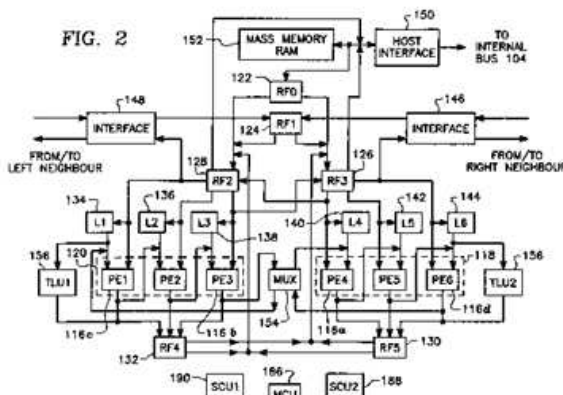 FIG. 2
152
MASS MEMORY
RAM
150
HOST
INTERFACE
TO
INTERNAL
BUS 104
122
RF0
148
INTERFACE
124
RF1
146
INTERFACE
FROM/TO
LEFT NEIGHBOUR
128
RF2
RF3
126
FROM/TO
RIGHT NEIGHBOUR
134
L1
136
L2
L3
138
140
L4
L5
142
L6
144
156
TLU1
120
PE1
PE2
PE3
MUX
154
PE4
PE5
PE6
118
156
TLU2
116c
116b
116a
116d
RF4
132
RF5
130
190
SCU1
186
MCU
SCU2
188